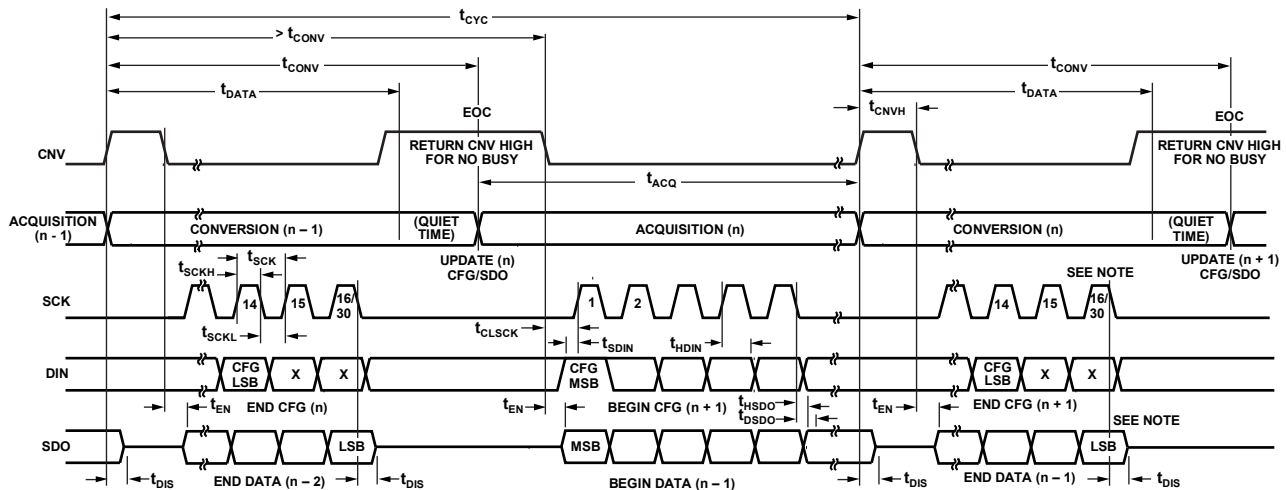 tCYC
> tCONV
tCONV
tCONV
tDATA
tDATA
tCNVH
EOC
EOC
CNV
RETURN CNV HIGH
FOR NO BUSY
RETURN CNV HIGH
FOR NO BUSY
tACQ
ACQUISITION
(n - 1)
CONVERSION (n – 1)
(QUIET
TIME)
ACQUISITION (n)
CONVERSION (n)
(QUIET
TIME)
UPDATE (n)
CFG/SDO
UPDATE (n + 1)
CFG/SDO
tSCK
tSCKH
SEE NOTE
SCK
14
15
16/
30
1
2
14
15
16/
30
tSCKL
tCLSCK
tSDIN
tHDIN
DIN
CFG
LSB
X
X
CFG
MSB
CFG
LSB
X
X
tEN
END CFG (n)
tEN
BEGIN CFG (n + 1)
tHSDO
tDSDO
tEN
END CFG (n + 1)
SEE NOTE
SDO
LSB
MSB
LSB
tDIS
END DATA (n – 2)
tDIS
BEGIN DATA (n – 1)
tDIS
END DATA (n – 1)
tDIS